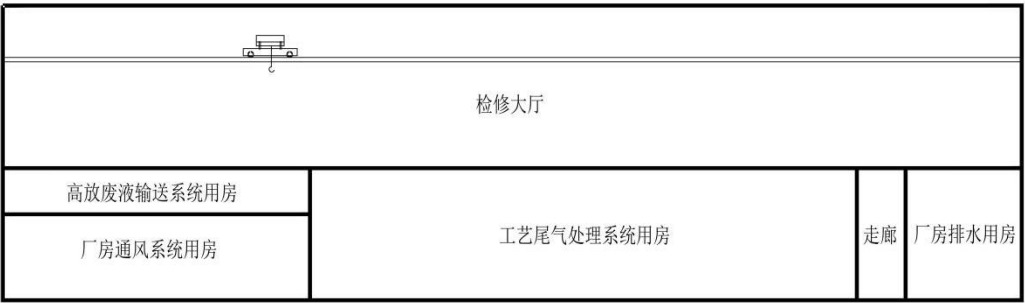 检修大厅
高放废液输送系统用房
厂房通风系统用房
工艺尾气处理系统用房
走廊
厂房排水用房